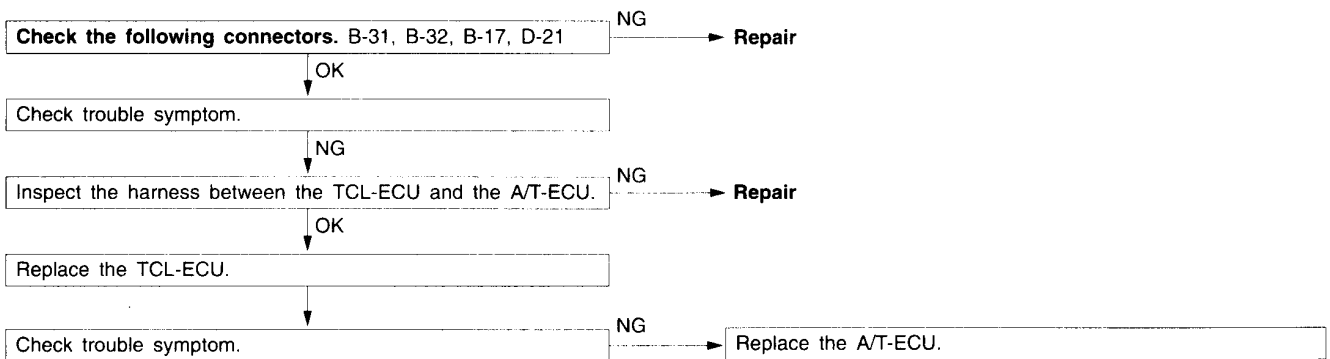 Check the following connectors. B-31, B-32, B-17, D-21
NG
Repair
OK
Check trouble symptom.
NG
Inspect the harness between the TCL-ECU and the A/T-ECU.
NG
Repair
OK
Replace the TCL-ECU.
Check trouble symptom.
NG
Replace the A/T-ECU.